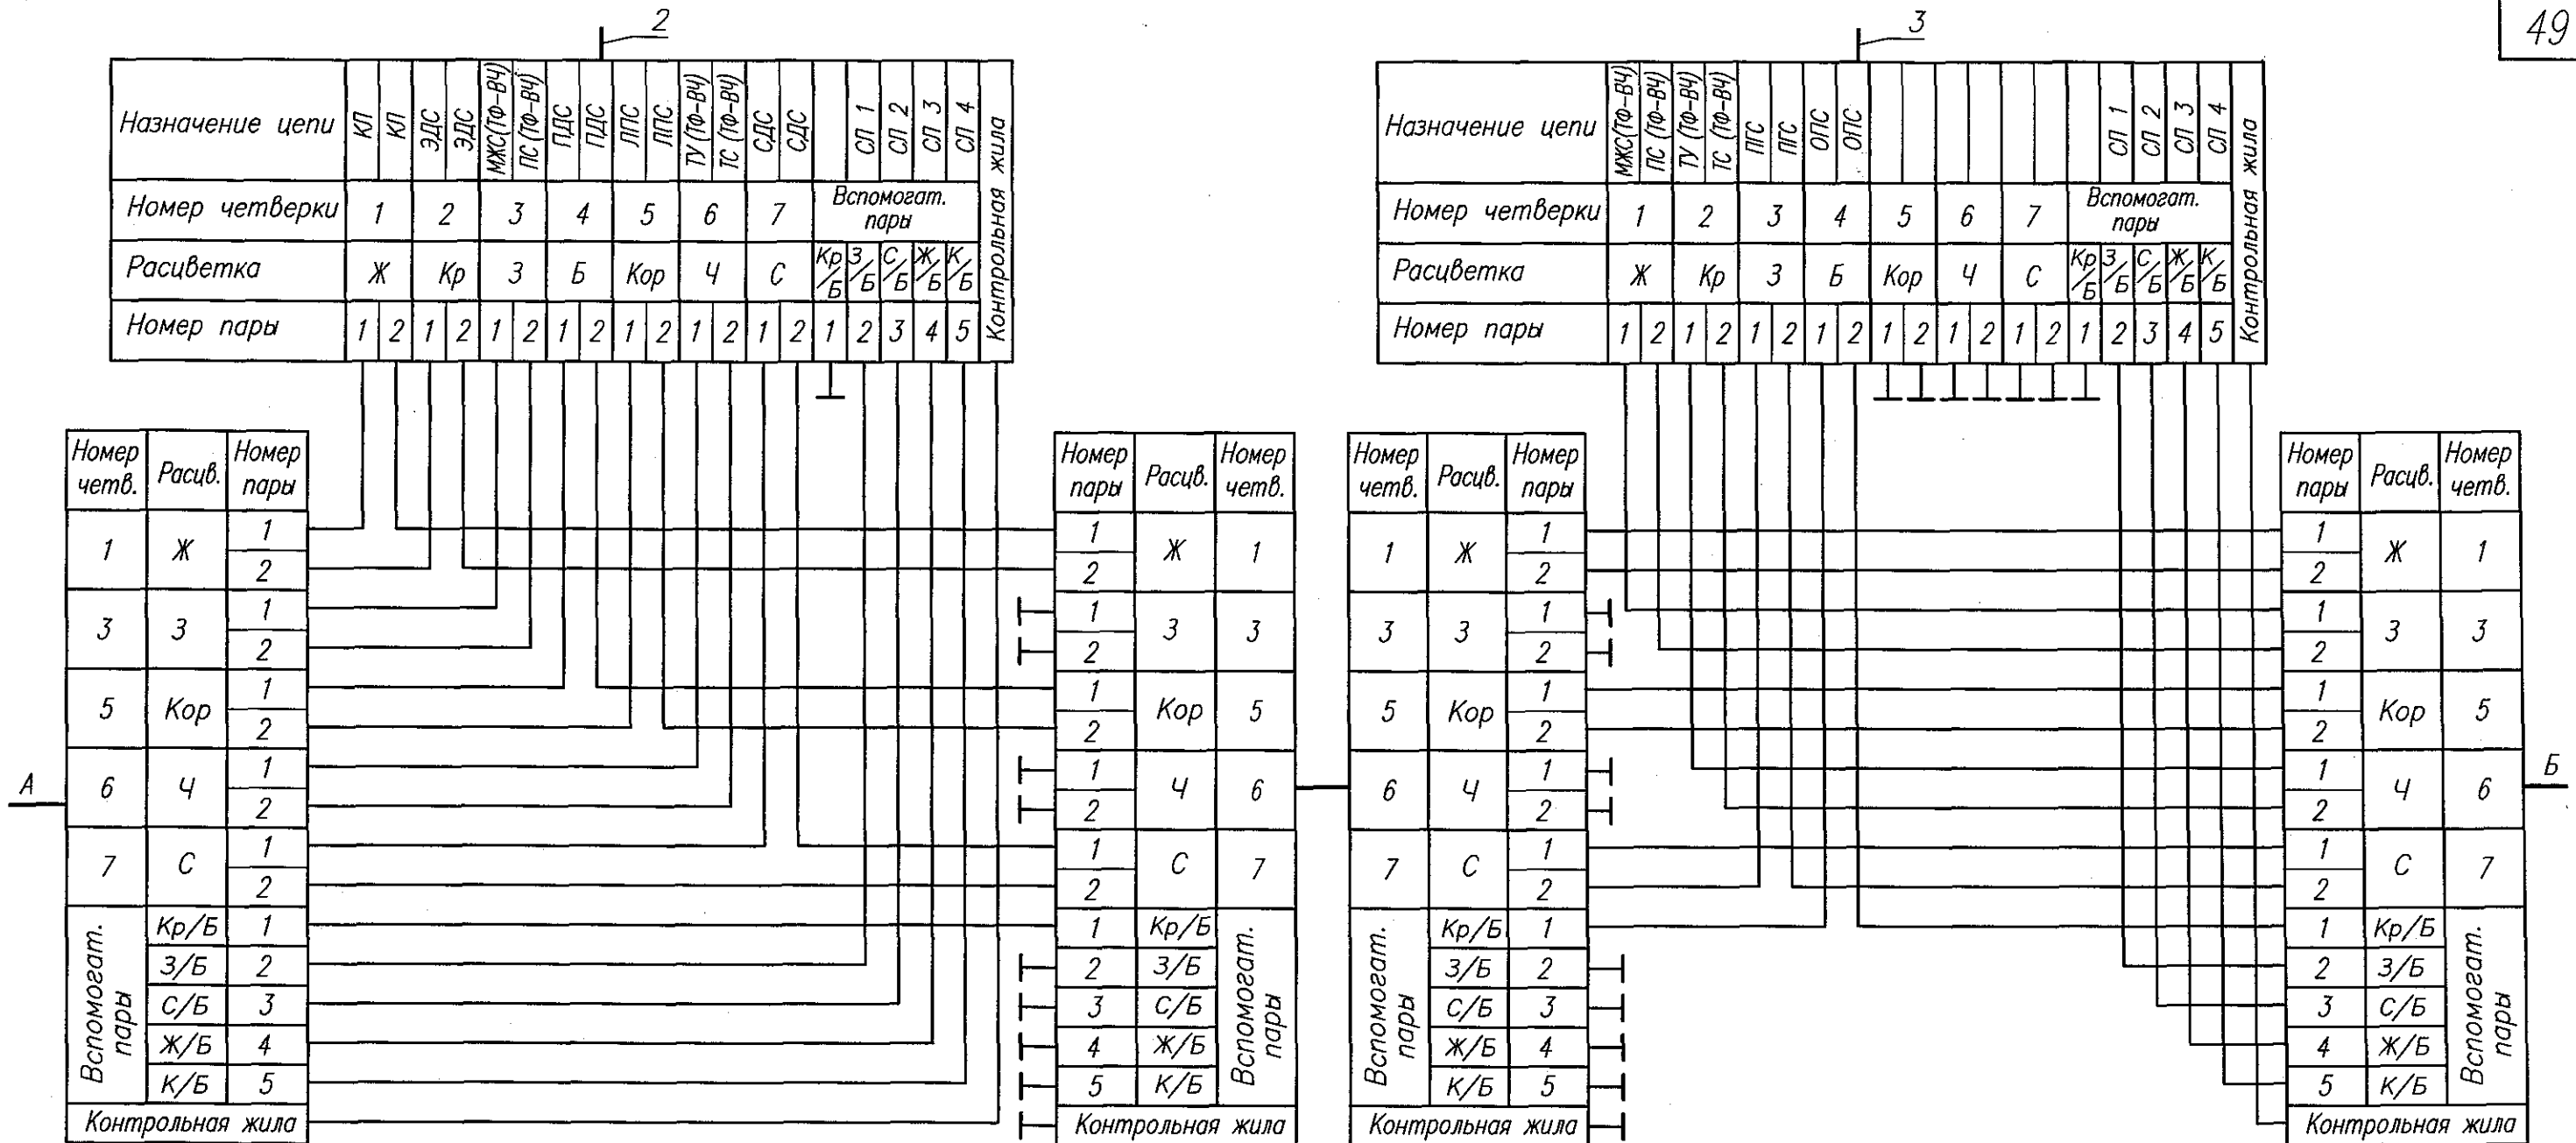 49
2
Назначение цепи КЛ КЛ ЭДС ЭДС МЖС(ТФ-ВЧ) ПС (ТФ-ВЧ) ПДС ПДС ЛПС ЛПС ТУ (ТФ-ВЧ) ТС (ТФ-ВЧ) СДС СДС СП 1 СП 2 СП 3 СП 4 Контрольная жила
Номер четверки 1 2 3 4 5 6 7 Вспомогат. пары
Расцветка Ж Кр З Б Кор Ч С Кр/Б З/Б С/Б Ж/Б К/Б
Номер пары 1 2 1 2 1 2 1 2 1 2 1 2 1 2 1 2 3 4 5
3
Назначение цепи МЖС(ТФ-ВЧ) ПС (ТФ-ВЧ) ТУ (ТФ-ВЧ) ТС (ТФ-ВЧ) ПГС ПГС ОПС ОПС СП 1 СП 2 СП 3 СП 4 Контрольная жила
Номер четверки 1 2 3 4 5 6 7 Вспомогат. пары
Расцветка Ж Кр З Б Кор Ч С Кр/Б З/Б С/Б Ж/Б К/Б
Номер пары 1 2 1 2 1 2 1 2 1 2 1 2 1 2 1 2 3 4 5
А
Номер четв. Расцв. Номер пары
1 Ж 1
2
3 З 1
2
5 Кор 1
2
6 Ч 1
2
7 С 1
2
Вспомогат. пары
Кр/Б 1
З/Б 2
С/Б 3
Ж/Б 4
К/Б 5
Контрольная жила
Номер пары Расцв. Номер четв.
1 Ж 1
2
1 З 3
2
1 Кор 5
2
1 Ч 6
2
1 С 7
2
1 Кр/Б
2 З/Б
3 С/Б
4 Ж/Б
5 К/Б
Вспомогат. пары
Контрольная жила
Номер четв. Расцв. Номер пары
1 Ж 1
2
3 З 1
2
5 Кор 1
2
6 Ч 1
2
7 С 1
2
Вспомогат. пары
Кр/Б 1
З/Б 2
С/Б 3
Ж/Б 4
К/Б 5
Контрольная жила
Номер пары Расцв. Номер четв.
1 Ж 1
2
1 З 3
2
1 Кор 5
2
1 Ч 6
2
1 С 7
2
1 Кр/Б
2 З/Б
3 С/Б
4 Ж/Б
5 К/Б
Вспомогат. пары
Контрольная жила
Б